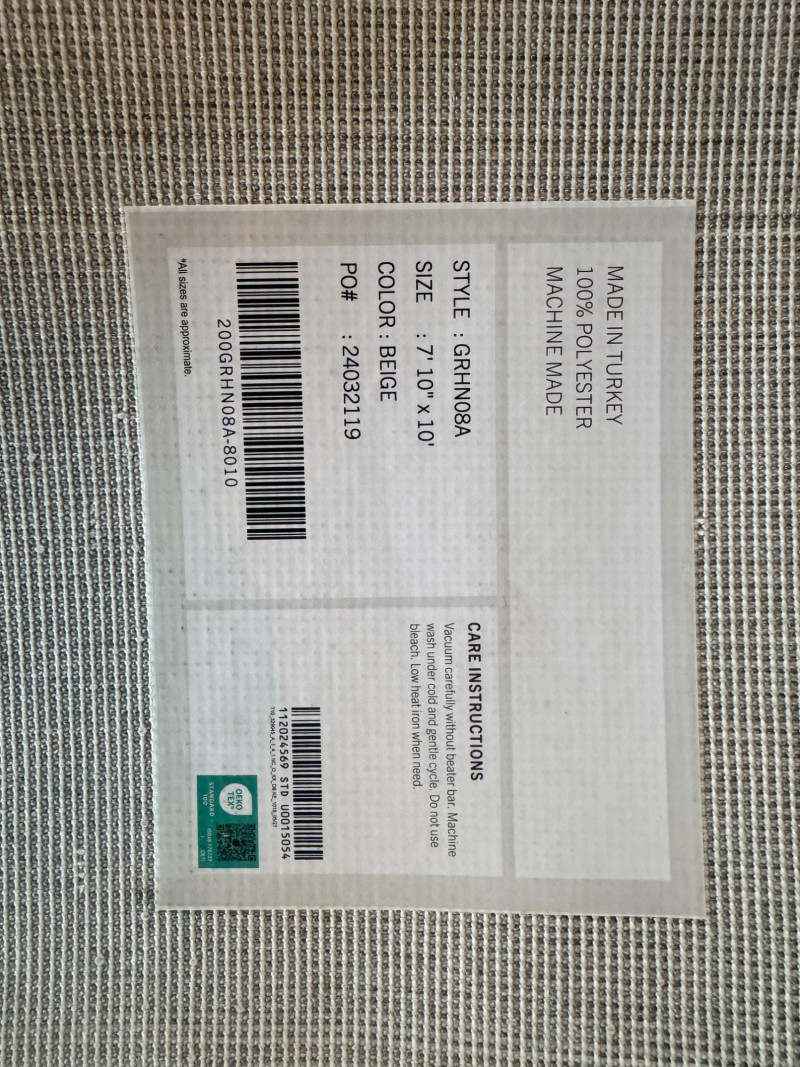 MADE IN TURKEY
100% POLYESTER
MACHINE MADE
STYLE : GRHN08A
SIZE : 7' 10" x 10'
COLOR : BEIGE
PO# : 24032119
200GRHN08A-8010
*All sizes are approximate.
CARE INSTRUCTIONS
Vacuum carefully without beater bar. Machine
wash under cold and gentle cycle. Do not use
bleach. Low heat iron when need.
112024569 STD U0015054
OEKO
TEX®
STANDARD
100